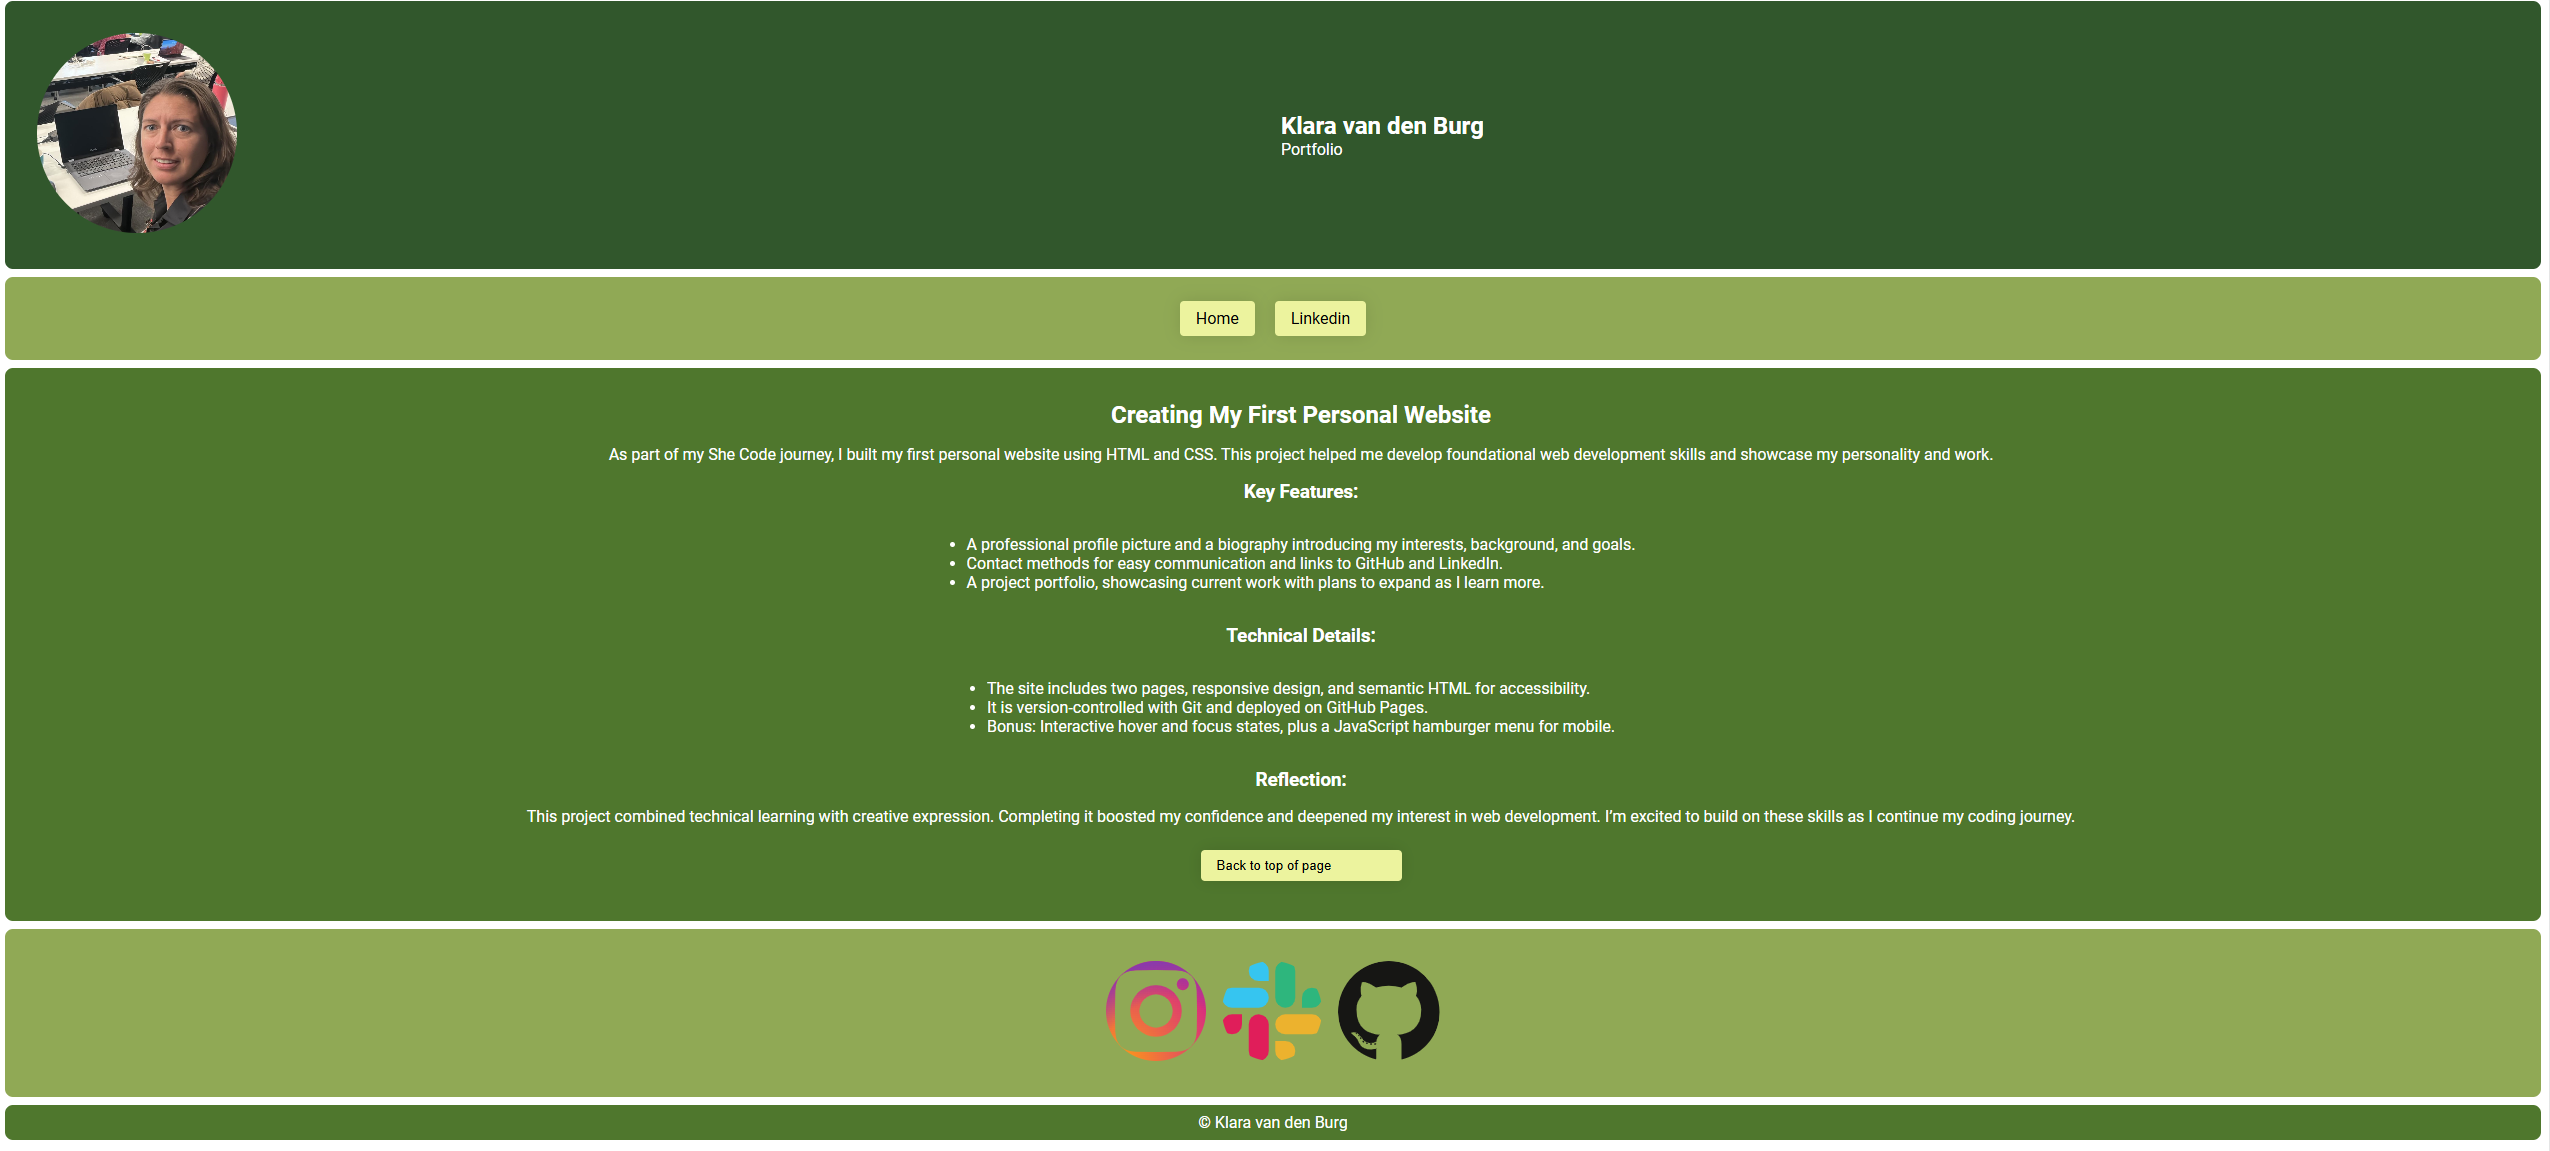 Klara van den Burg
Portfolio
Home
Linkedin
Creating My First Personal Website
As part of my She Code journey, I built my first personal website using HTML and CSS. This project helped me develop foundational web development skills and showcase my personality and work.
Key Features:
• A professional profile picture and a biography introducing my interests, background, and goals.
• Contact methods for easy communication and links to GitHub and LinkedIn.
• A project portfolio, showcasing current work with plans to expand as I learn more.
Technical Details:
• The site includes two pages, responsive design, and semantic HTML for accessibility.
• It is version-controlled with Git and deployed on GitHub Pages.
• Bonus: Interactive hover and focus states, plus a JavaScript hamburger menu for mobile.
Reflection:
This project combined technical learning with creative expression. Completing it boosted my confidence and deepened my interest in web development. I’m excited to build on these skills as I continue my coding journey.
Back to top of page
© Klara van den Burg